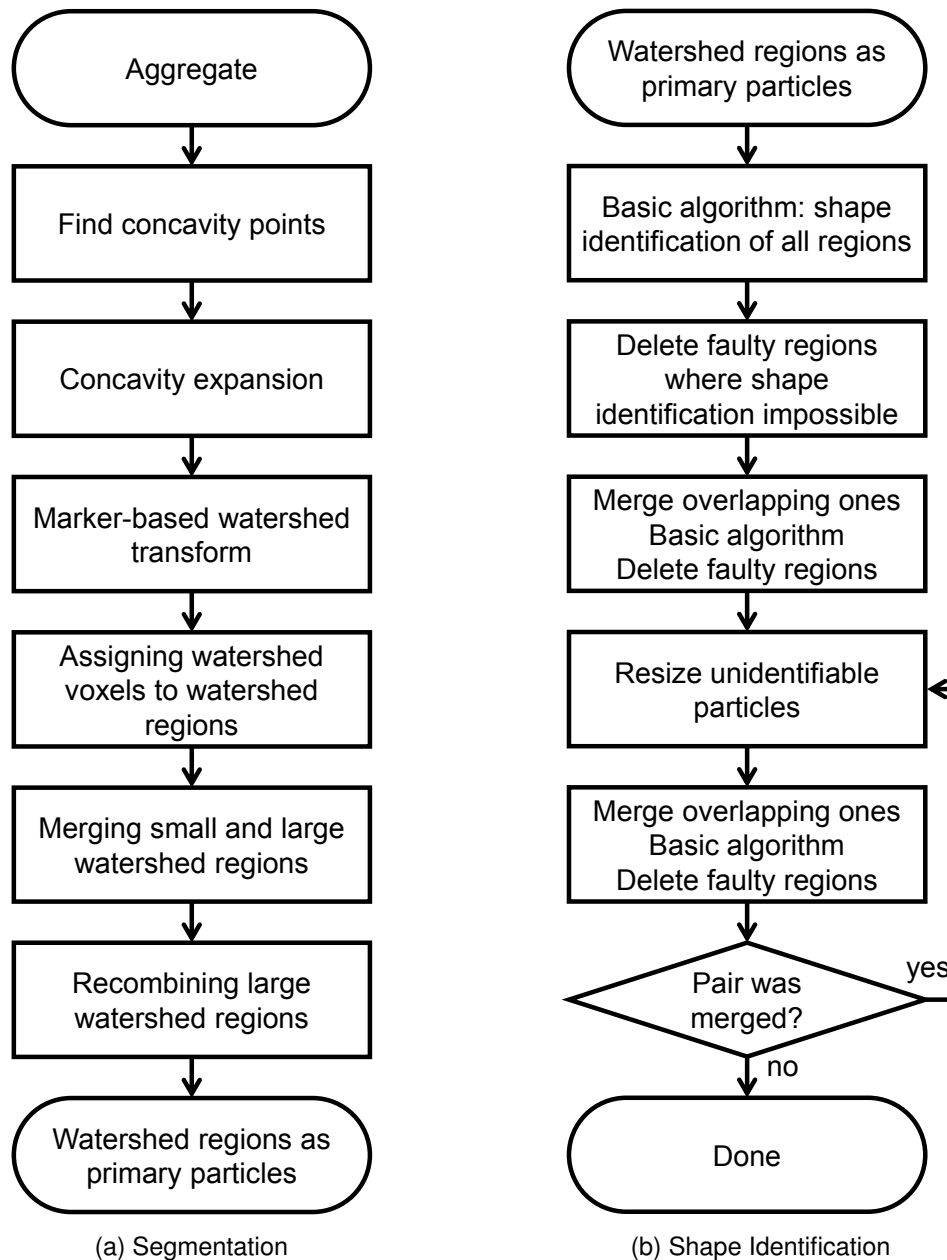 Aggregate
Find concavity points
Concavity expansion
Marker-based watershed
transform
Assigning watershed
voxels to watershed
regions
Merging small and large
watershed regions
Recombining large
watershed regions
Watershed regions as
primary particles
(a) Segmentation
Watershed regions as
primary particles
Basic algorithm: shape
identification of all regions
Delete faulty regions
where shape
identification impossible
Merge overlapping ones
Basic algorithm
Delete faulty regions
Resize unidentifiable
particles
Merge overlapping ones
Basic algorithm
Delete faulty regions
Pair was
merged?
yes
no
Done
(b) Shape Identification